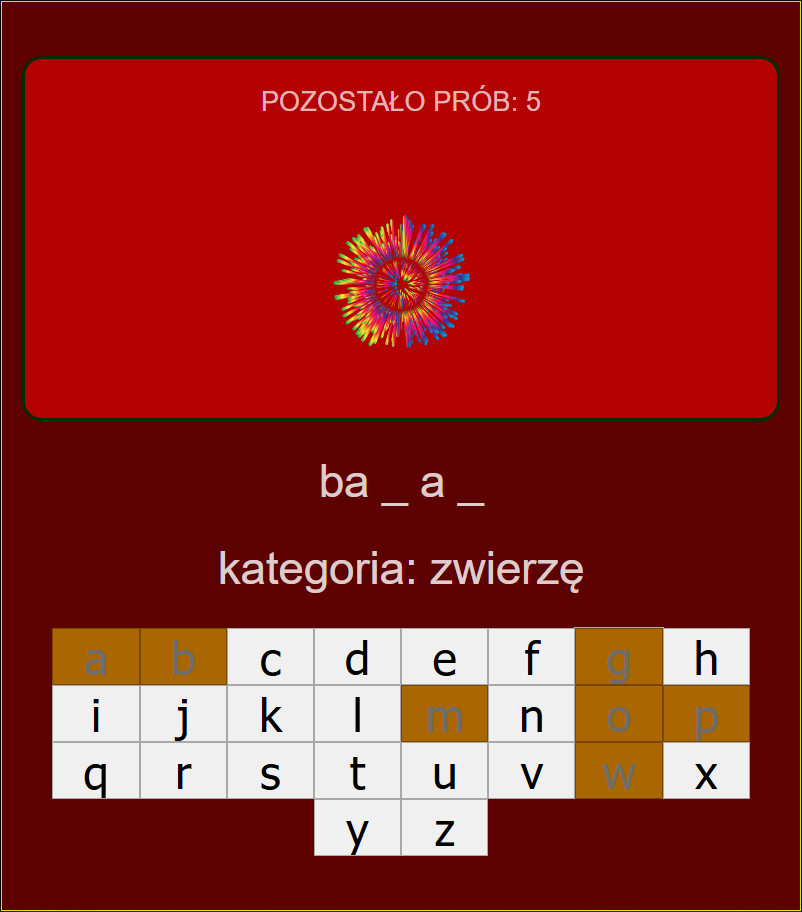 POZOSTAŁO PRÓB: 5
ba _ a _
kategoria: zwierzę
a b c d e f g h
i j k l m n o p
q r s t u v w x
y z